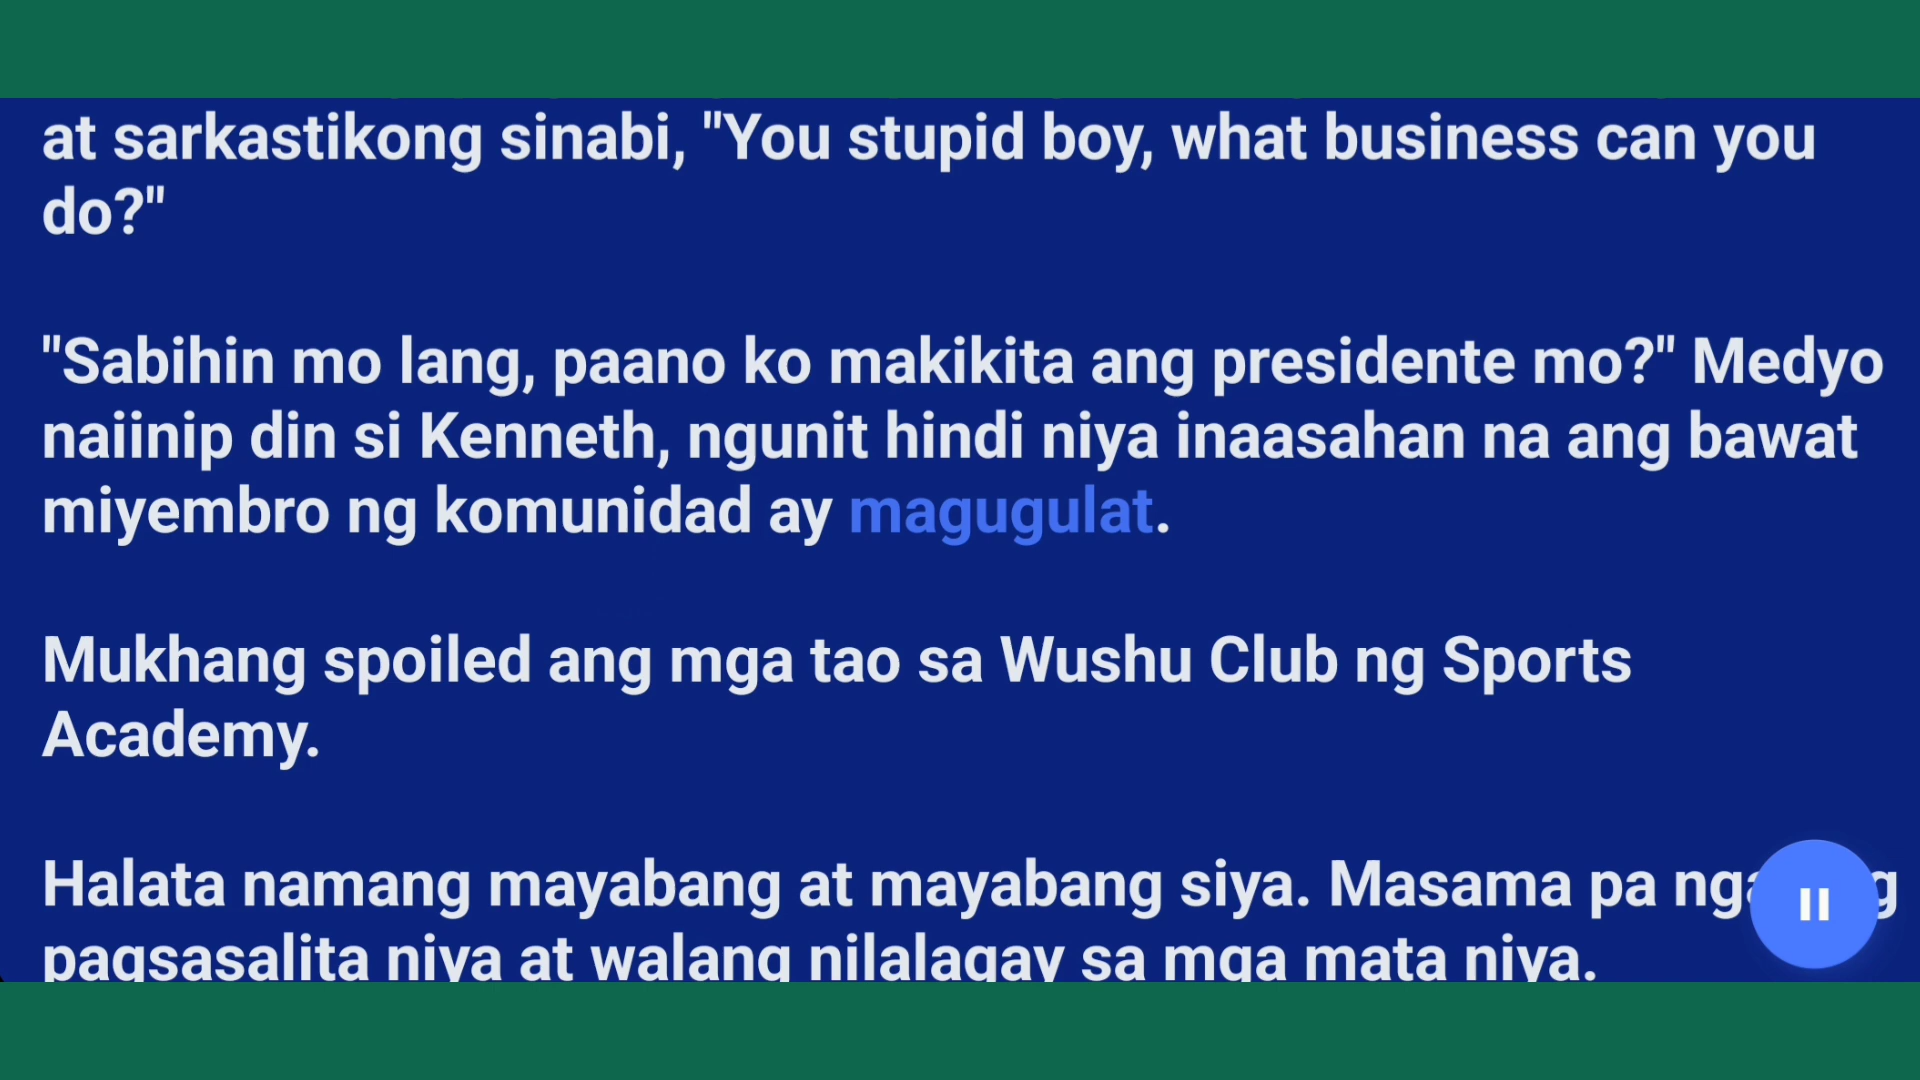 at sarkastikong sinabi, "You stupid boy, what business can you
do?"
"Sabihin mo lang, paano ko makikita ang presidente mo?" Medyo
naiinip din si Kenneth, ngunit hindi niya inaasahan na ang bawat
miyembro ng komunidad ay magugulat.
Mukhang spoiled ang mga tao sa Wushu Club ng Sports
Academy.
Halata namang mayabang at mayabang siya. Masama pa
pagsasalita niya at walang nilalagay sa mga mata niya.